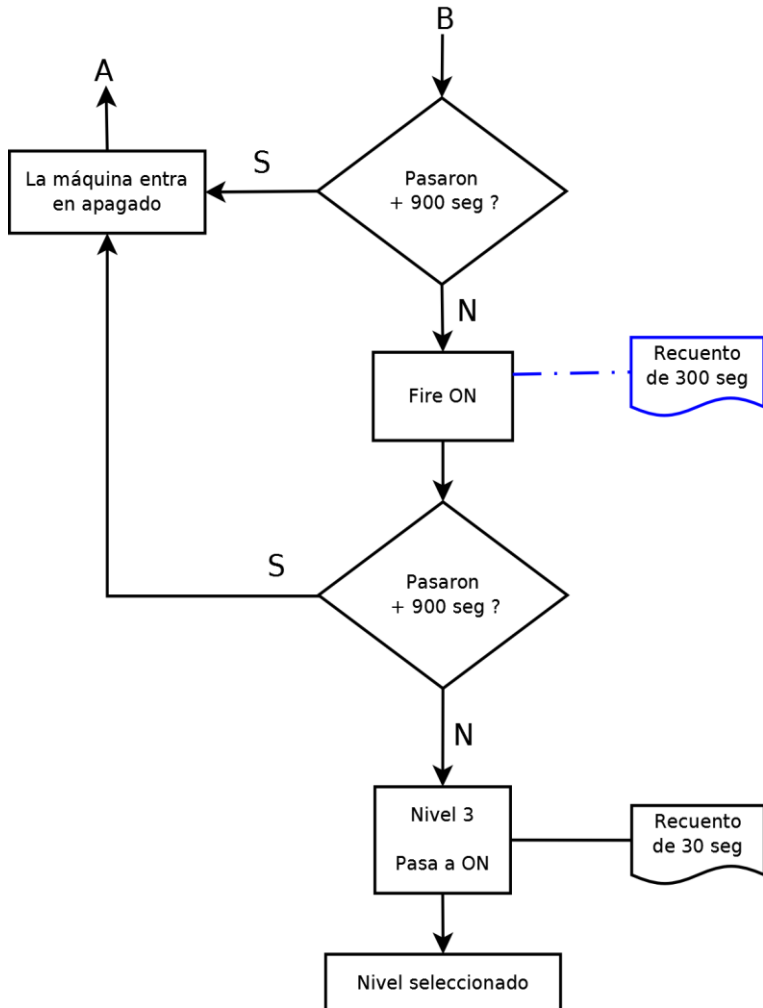 B
A
La máquina entra
en apagado
S
Pasaron
+ 900 seg ?
N
Fire ON
Recuento
de 300 seg
S
Pasaron
+ 900 seg ?
N
Nivel 3
Pasa a ON
Recuento
de 30 seg
Nivel seleccionado